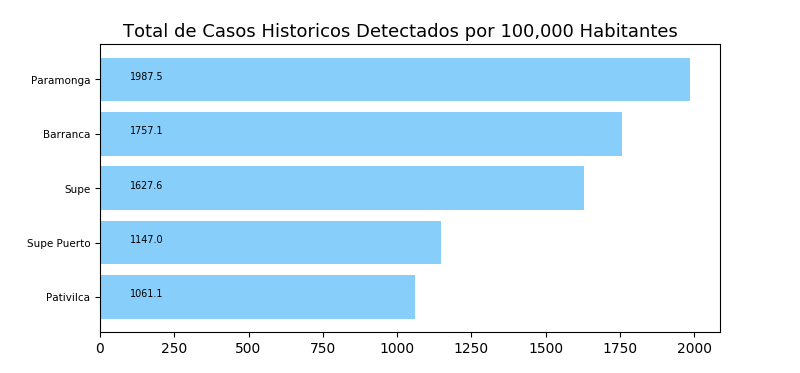 Total de Casos Historicos Detectados por 100,000 Habitantes
Paramonga 1987.5
Barranca 1757.1
Supe 1627.6
Supe Puerto 1147.0
Pativilca 1061.1
0 250 500 750 1000 1250 1500 1750 2000